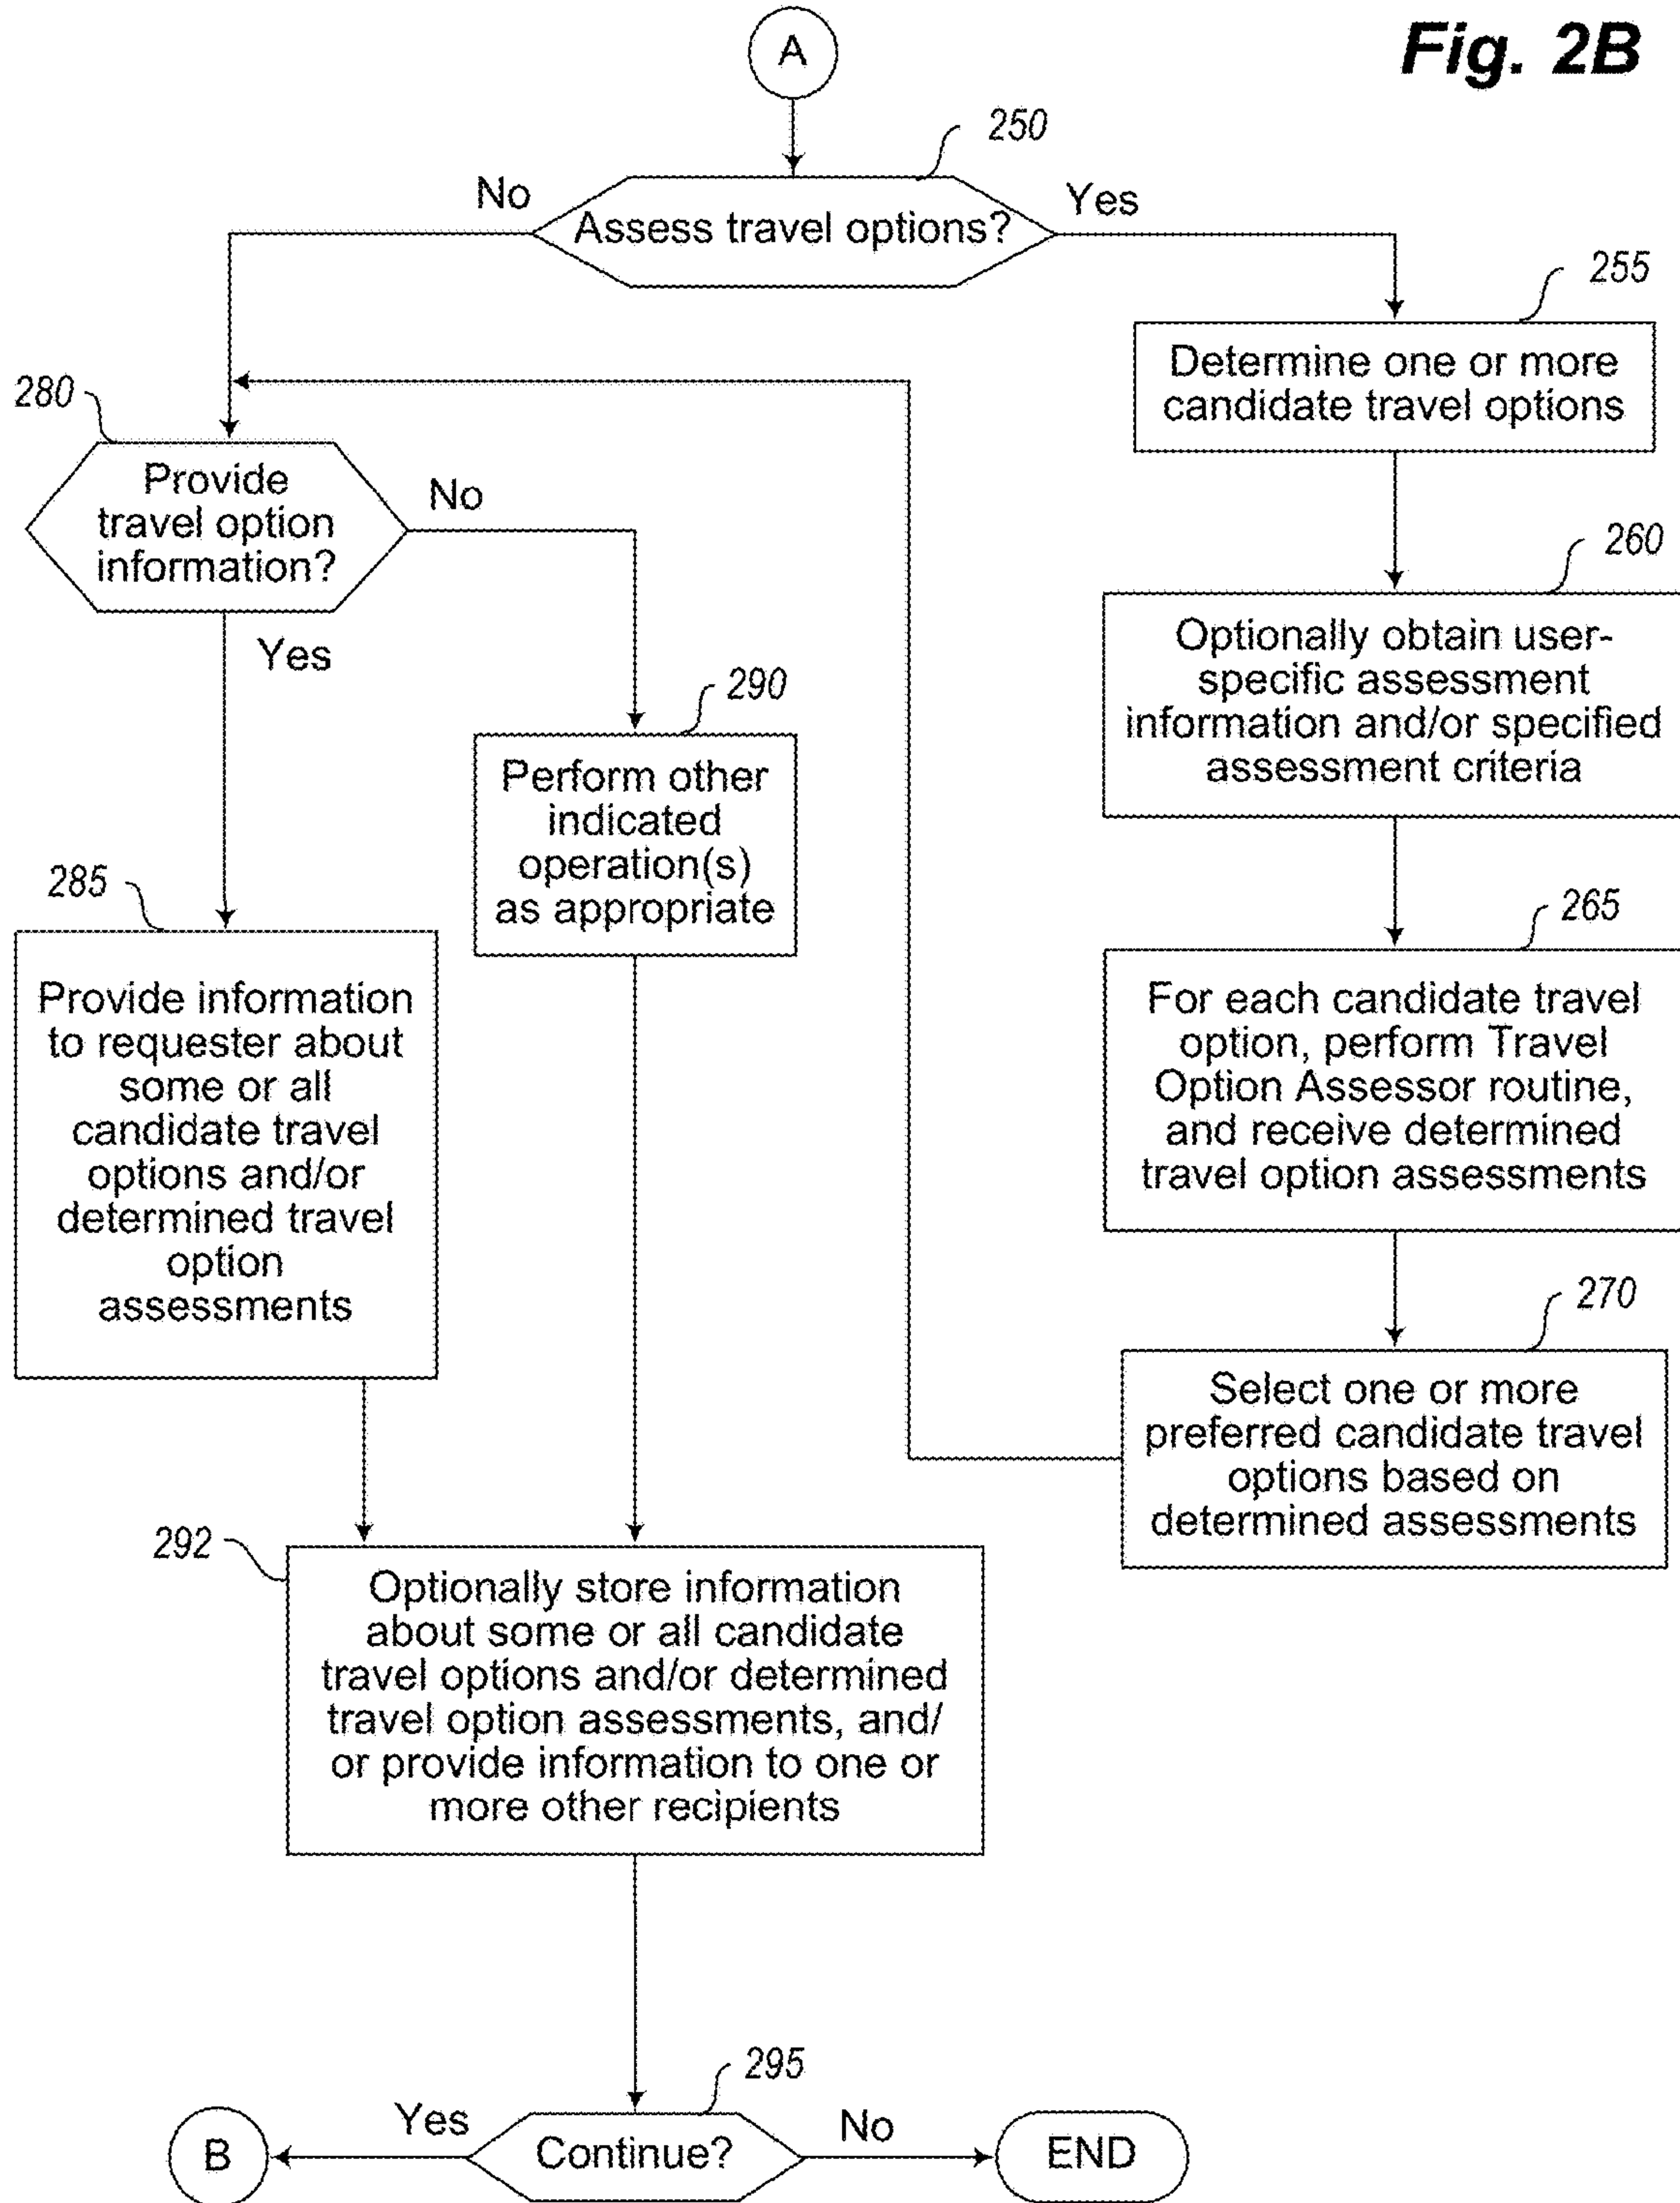 Fig. 2B
A
250
No
Yes
Assess travel options?
255
Determine one or more
candidate travel options
280
Provide
travel option
information?
No
Yes
260
Optionally obtain user-
specific assessment
information and/or specified
assessment criteria
290
Perform other
indicated
operation(s)
as appropriate
285
Provide information
to requester about
some or all
candidate travel
options and/or
determined travel
option
assessments
265
For each candidate travel
option, perform Travel
Option Assessor routine,
and receive determined
travel option assessments
270
Select one or more
preferred candidate travel
options based on
determined assessments
292
Optionally store information
about some or all candidate
travel options and/or determined
travel option assessments, and/
or provide information to one or
more other recipients
295
B
Yes
Continue?
No
END